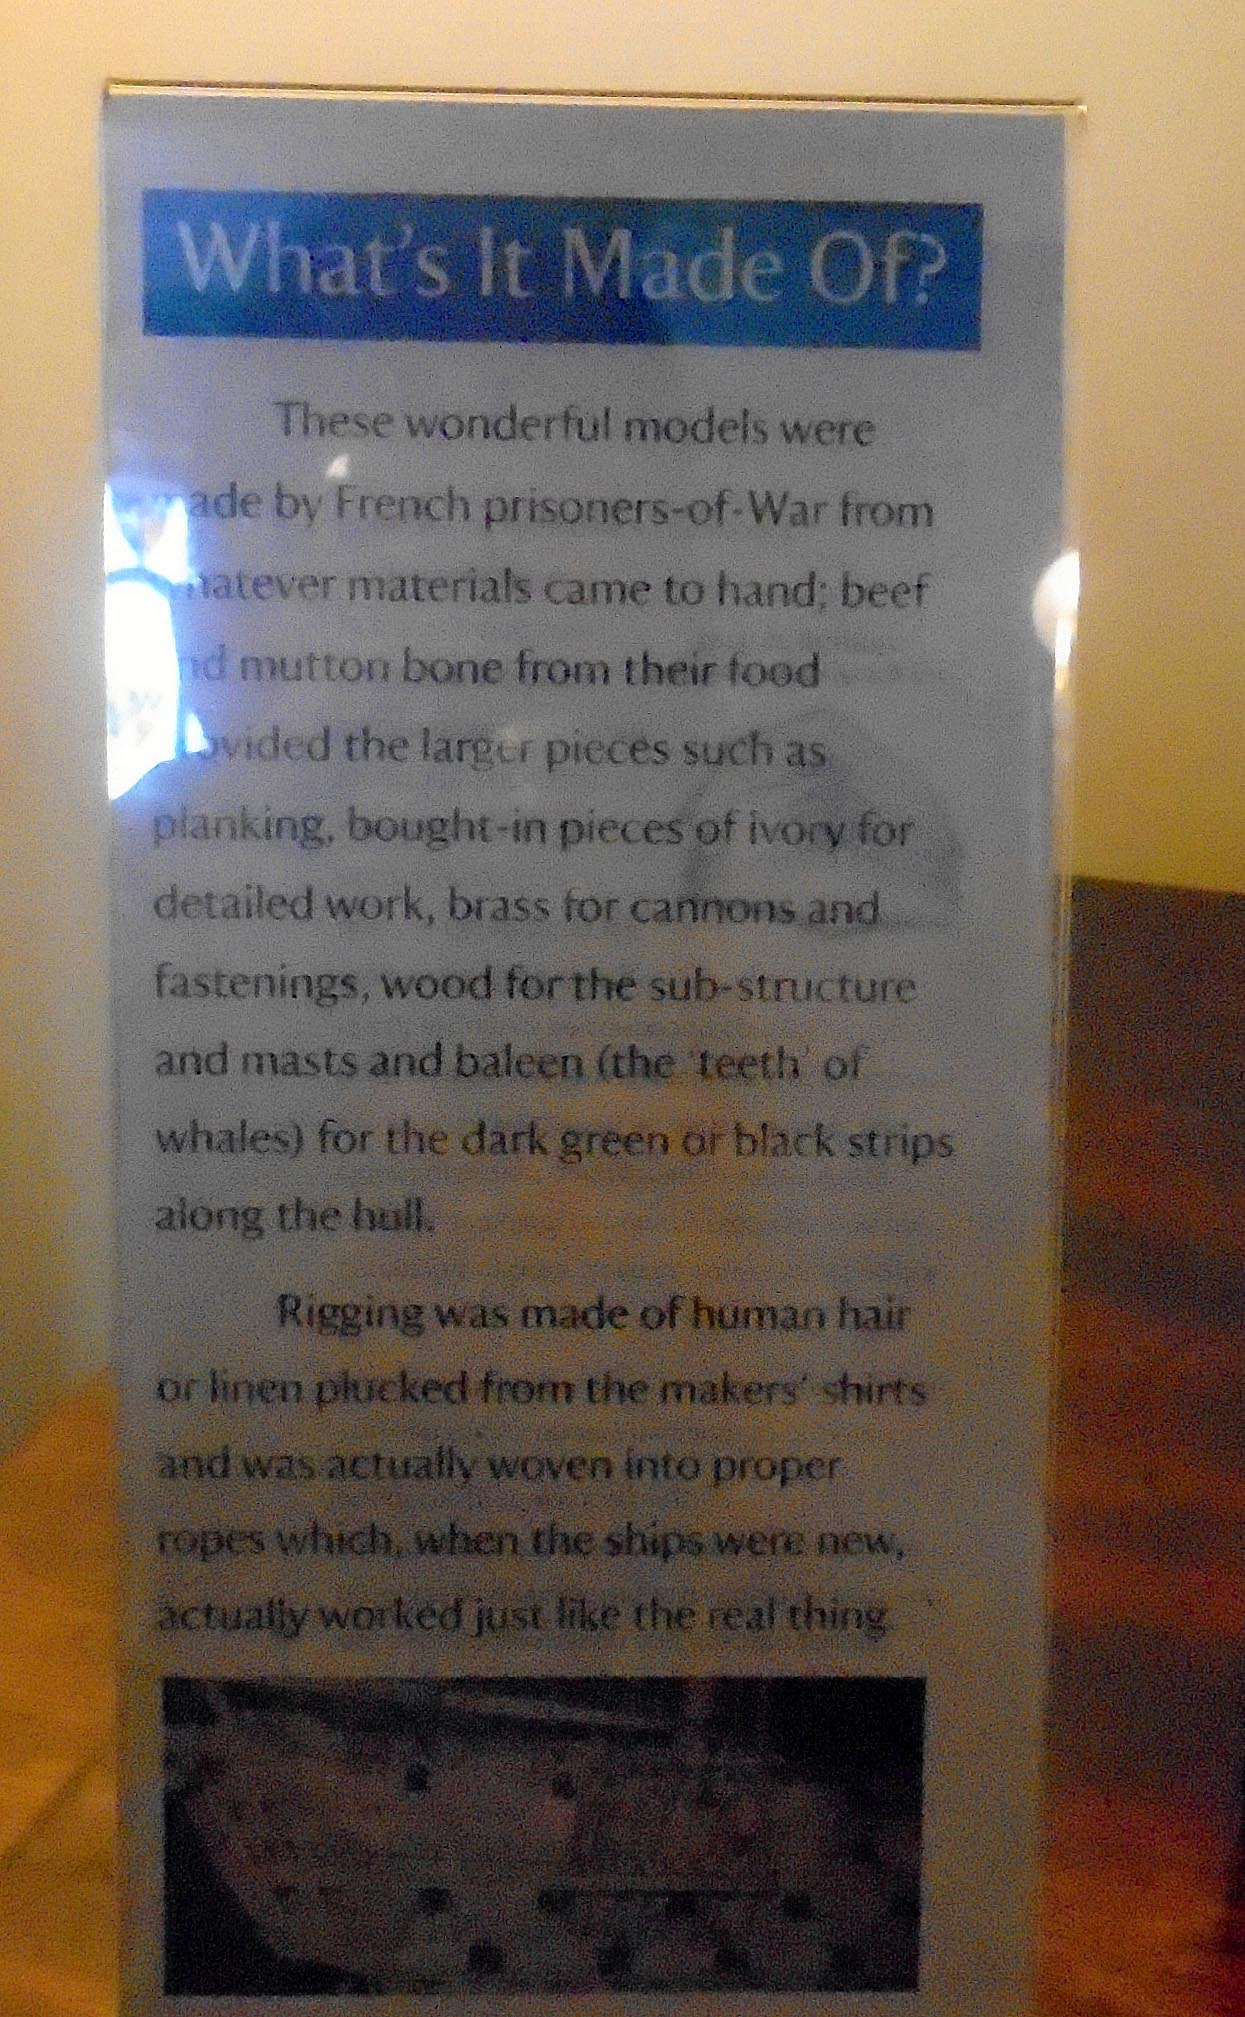 What's It Made Of?
These wonderful models were
made by French prisoners-of-War from
whatever materials came to hand; beef
and mutton bone from their food
provided the larger pieces such as
planking, bought-in pieces of ivory for
detailed work, brass for cannons and
fastenings, wood for the sub-structure
and masts and baleen (the 'teeth' of
whales) for the dark green or black strips
along the hull.
Rigging was made of human hair
or linen plucked from the makers' shirts
and was actually woven into proper
ropes which, when the ships were new,
actually worked just like the real thing.